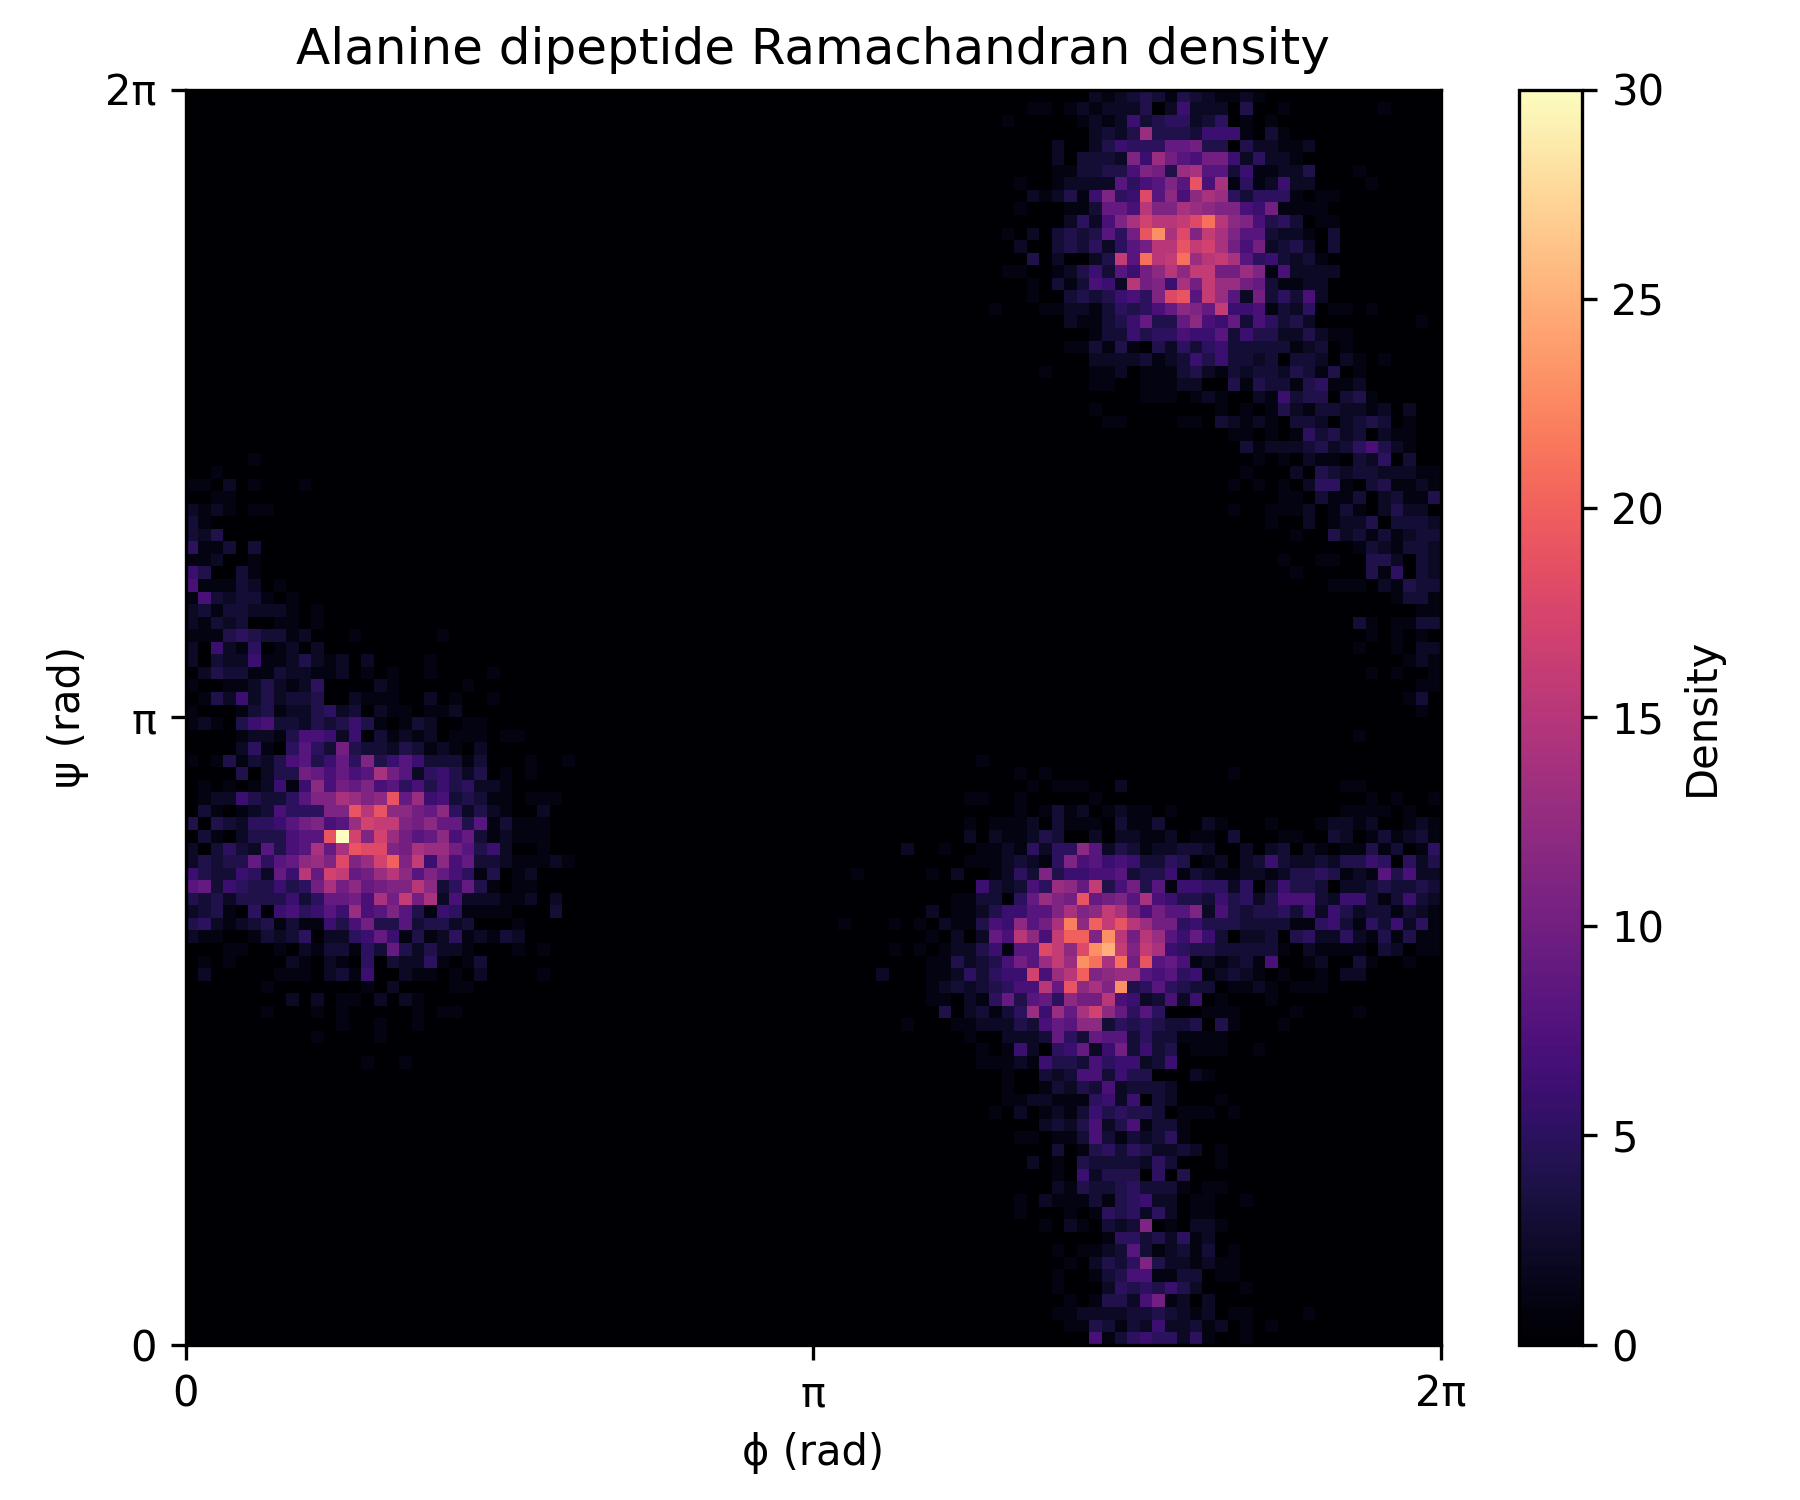 Alanine dipeptide Ramachandran density
2π
π
0
ψ (rad)
0
π
2π
ϕ (rad)
30
25
20
15
10
5
0
Density